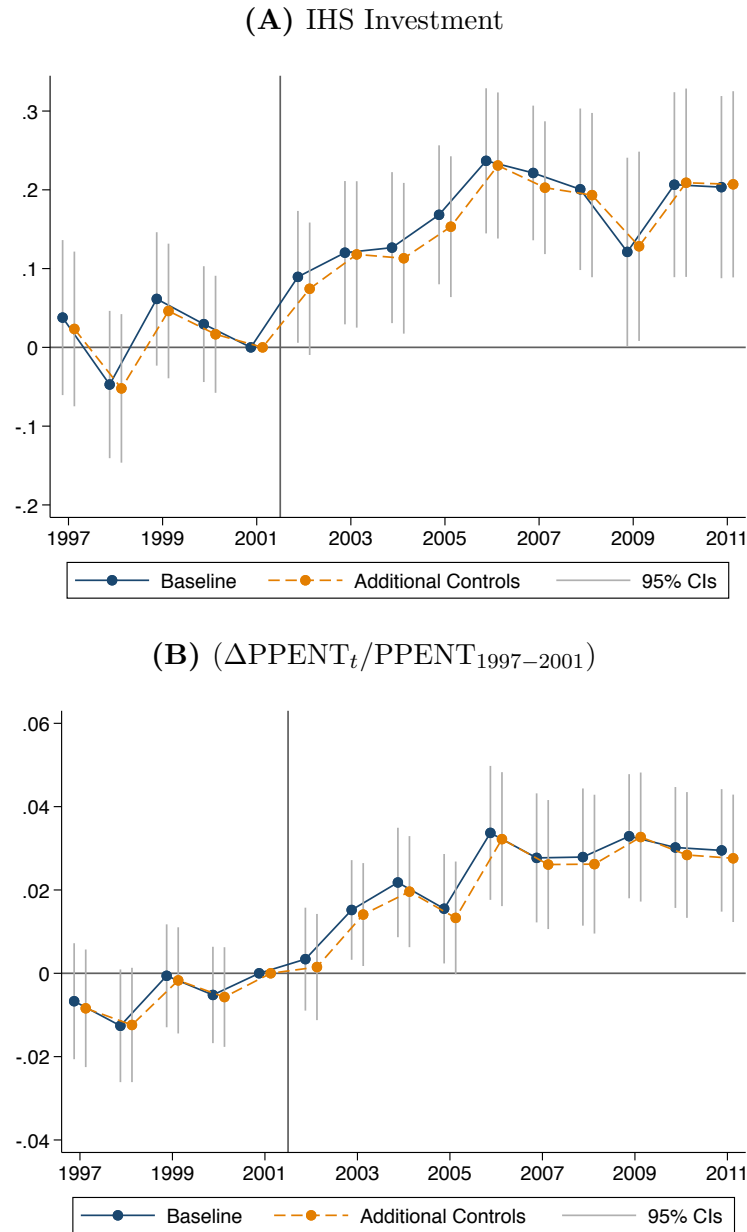 (A) IHS Investment
.3
.2
.1
0
-.1
-.2
1997 1999 2001 2003 2005 2007 2009 2011
Baseline Additional Controls 95% CIs
(B) (ΔPPENTₜ/PPENT₁₉₉₇₋₂₀₀₁)
.06
.04
.02
0
-.02
-.04
1997 1999 2001 2003 2005 2007 2009 2011
Baseline Additional Controls 95% CIs